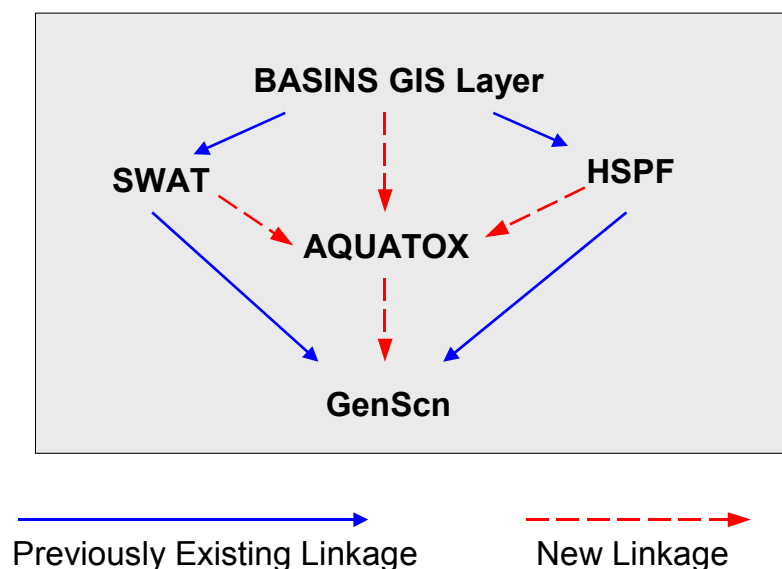 BASINS GIS Layer
SWAT
HSPF
AQUATOX
GenScn
Previously Existing Linkage
New Linkage